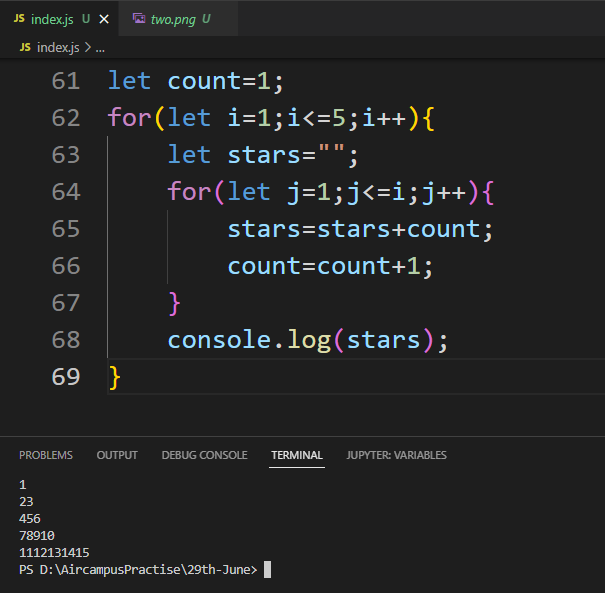 JS index.js U × two.png U
JS index.js > ...
61 let count=1;
62 for(let i=1;i<=5;i++){
63 let stars="";
64 for(let j=1;j<=i;j++){
65 stars=stars+count;
66 count=count+1;
67 }
68 console.log(stars);
69 }
PROBLEMS OUTPUT DEBUG CONSOLE TERMINAL JUPYTER: VARIABLES
1
23
456
78910
1112131415
PS D:\AircampusPractise\29th-June>